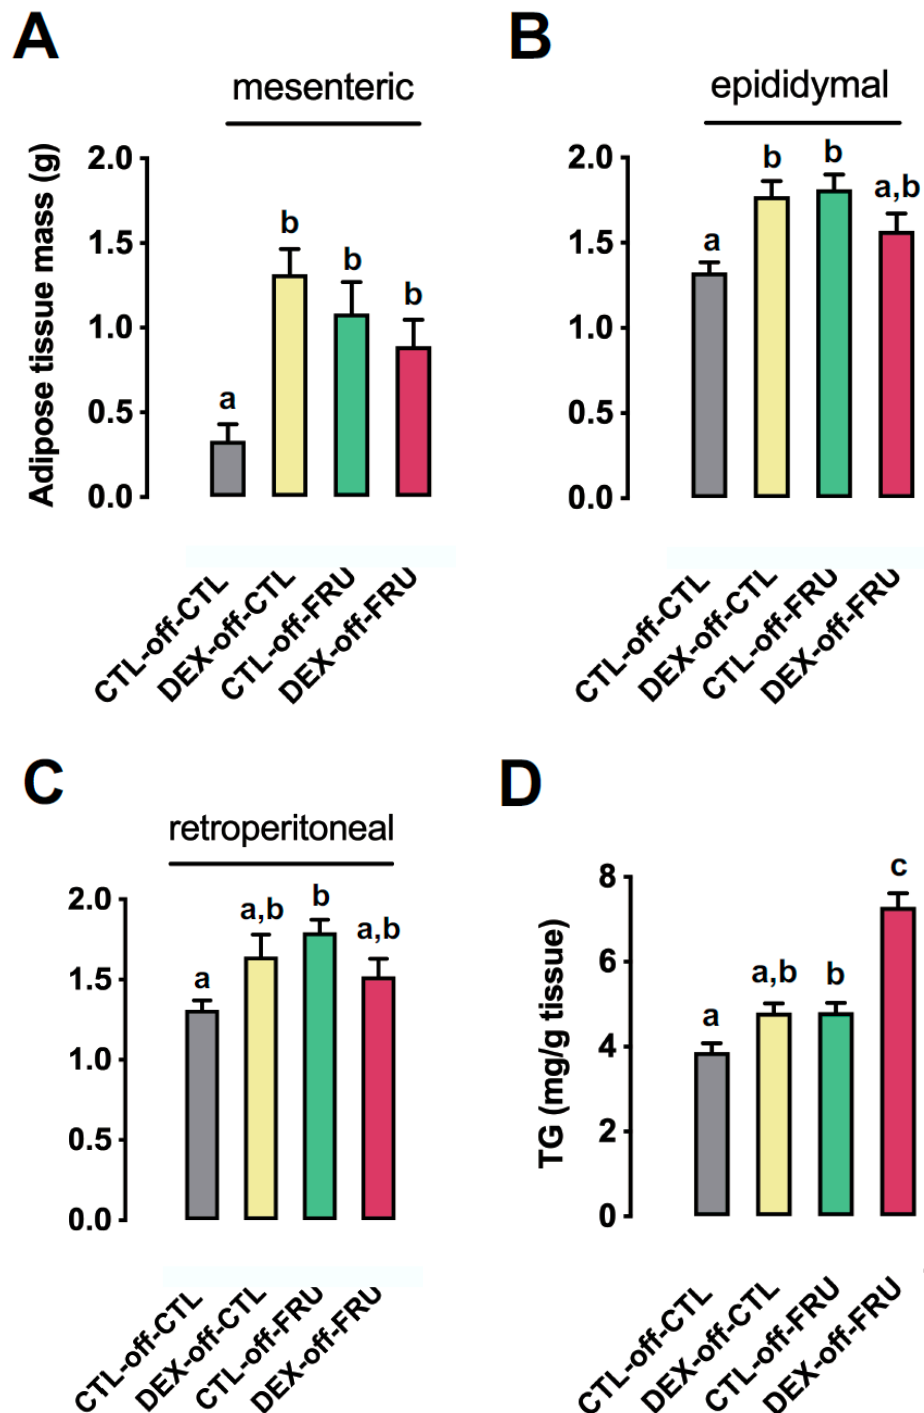 A
mesenteric
Adipose tissue mass (g)
2.0
1.5
1.0
0.5
0.0
a
b
b
b
CTL-off-CTL
DEX-off-CTL
CTL-off-FRU
DEX-off-FRU
B
epididymal
2.0
1.5
1.0
0.5
0.0
a
b
b
a,b
CTL-off-CTL
DEX-off-CTL
CTL-off-FRU
DEX-off-FRU
C
retroperitoneal
2.0
1.5
1.0
0.5
0.0
a
a,b
b
a,b
CTL-off-CTL
DEX-off-CTL
CTL-off-FRU
DEX-off-FRU
D
TG (mg/g tissue)
8
6
4
2
0
a
a,b
b
c
CTL-off-CTL
DEX-off-CTL
CTL-off-FRU
DEX-off-FRU